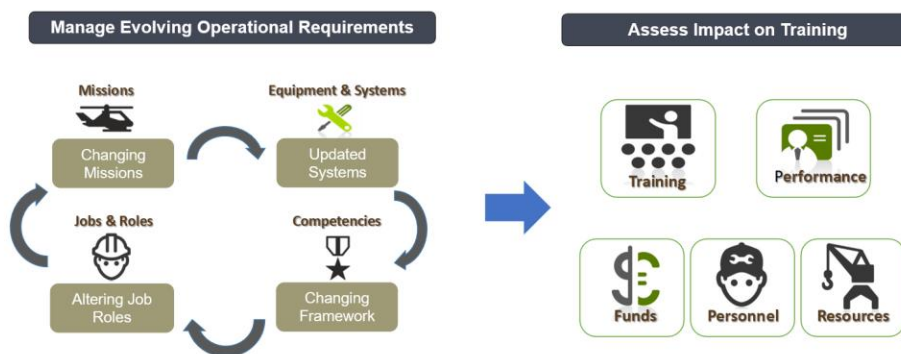 Manage Evolving Operational Requirements
Assess Impact on Training
Missions
Changing
Missions
Equipment & Systems
Updated
Systems
Jobs & Roles
Altering Job
Roles
Competencies
Changing
Framework
Training
Performance
Funds
Personnel
Resources